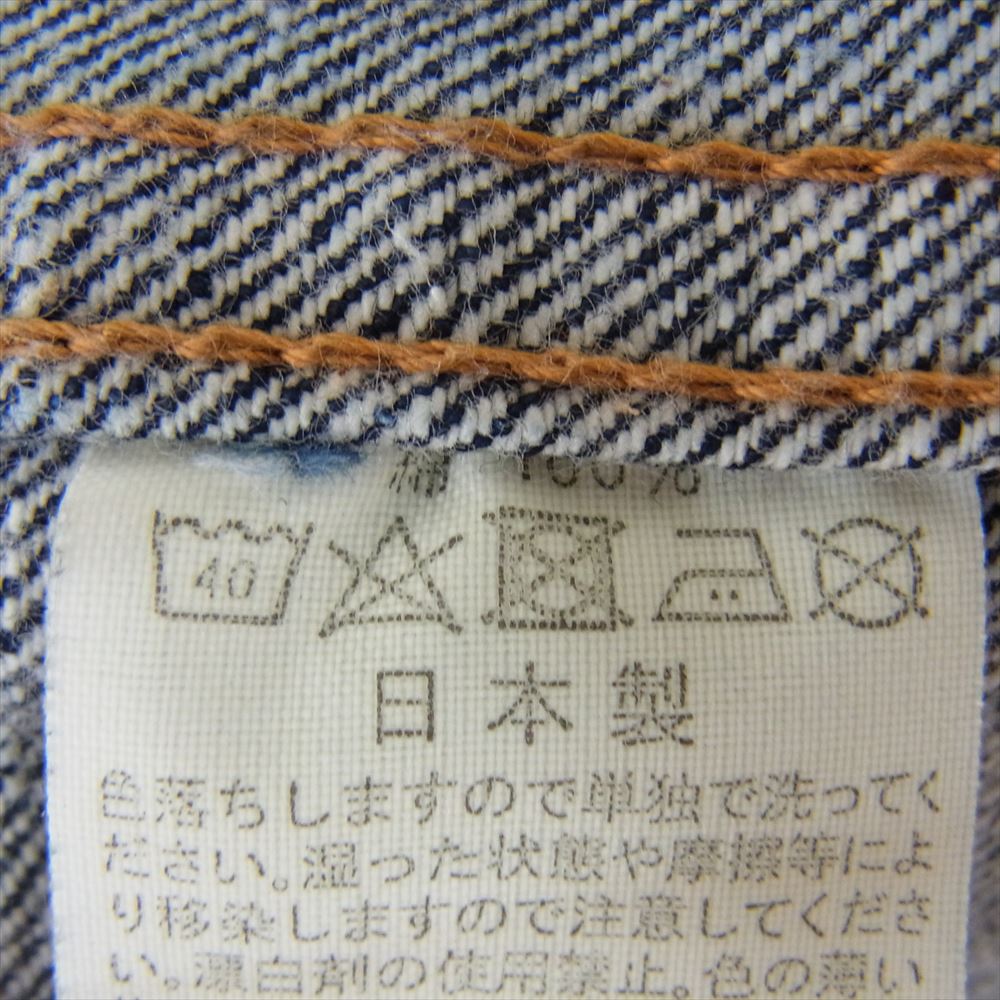 綿 100%
40
日本製
色落ちしますので単独で洗ってく
ださい。湿った状態や摩擦等によ
り移染しますので注意してくださ
い。漂白剤の使用禁止。色の薄い